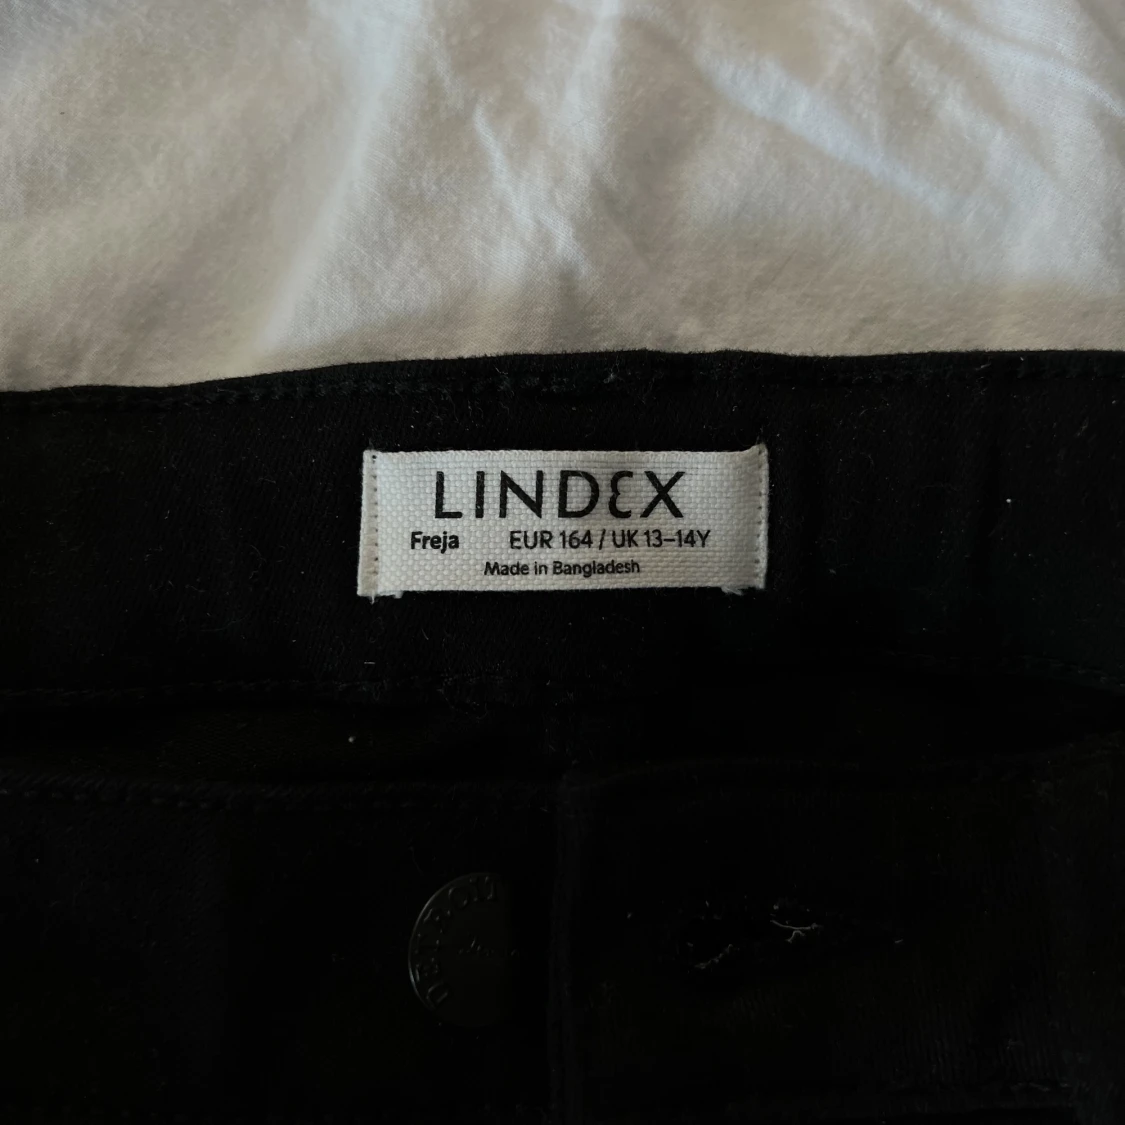 LINDEX
Freja EUR 164 / UK 13–14Y
Made in Bangladesh